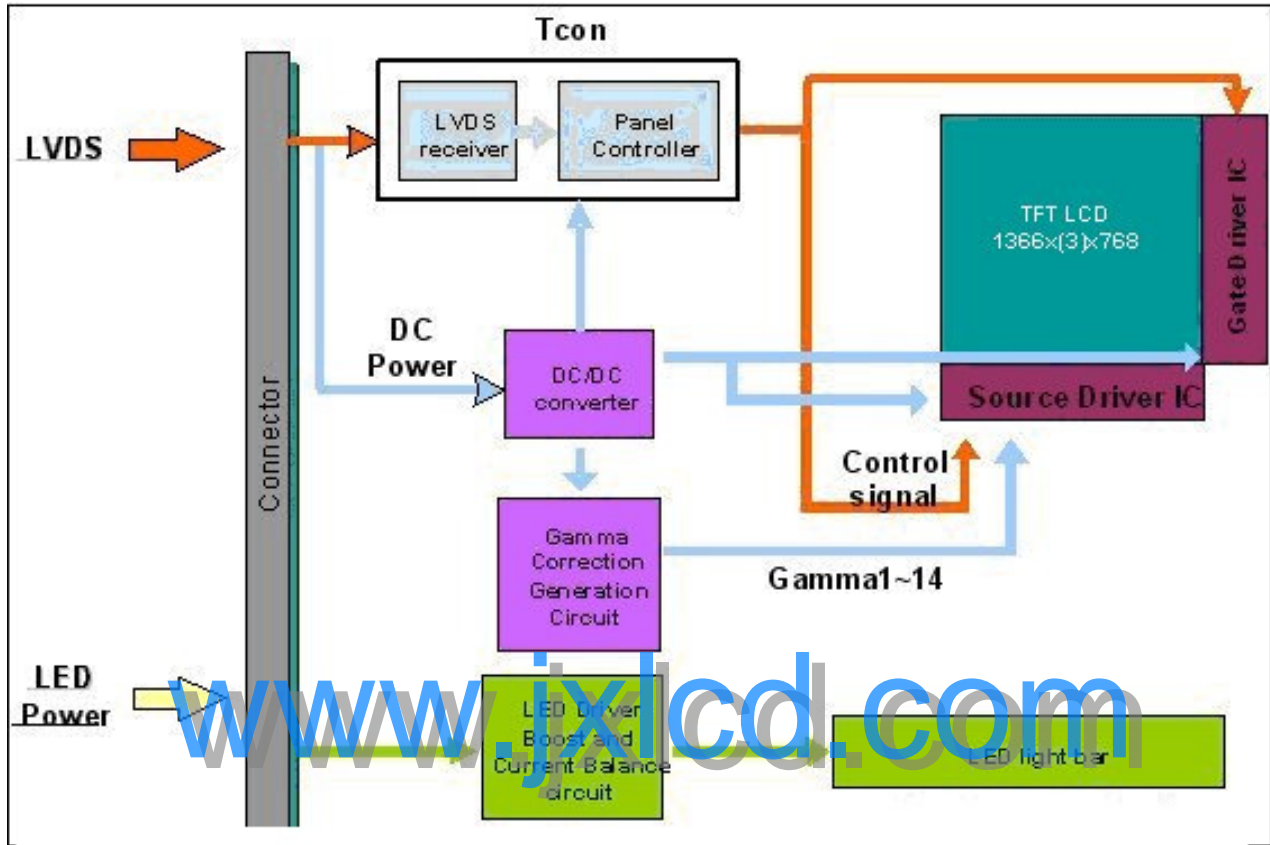 Tcon
LVDS
receiver
Panel
Controller
LVDS
TFT LCD
1366x(3)x768
Gate Driver IC
DC
Power
DC/DC
converter
Source Driver IC
Connector
Control
signal
Gamma
Correction
Generation
Circuit
Gamma1~14
LED
Power
www.jxlcd.com
LED Driver
Boost and
Current Balance
circuit
LED light bar